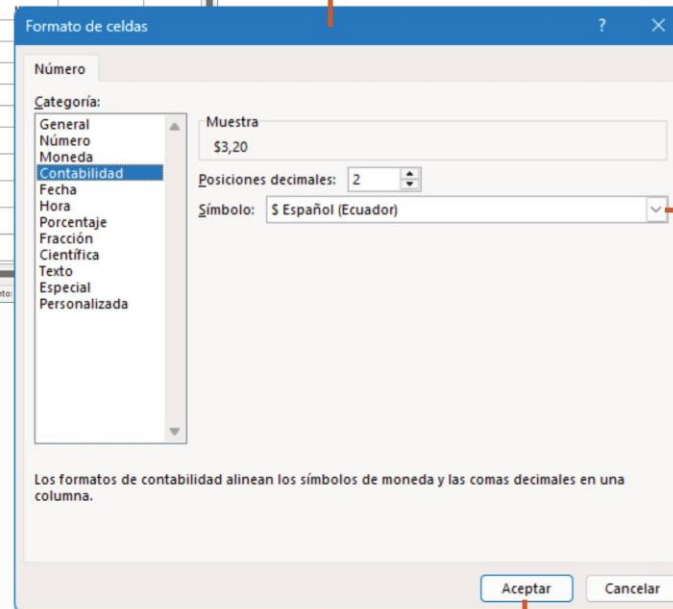 Formato de celdas
?
Número
Categoría:
General
Número
Moneda
Contabilidad
Fecha
Hora
Porcentaje
Fracción
Científica
Texto
Especial
Personalizada
Muestra
$3,20
Posiciones decimales: 2
Símbolo: $ Español (Ecuador)
Los formatos de contabilidad alinean los símbolos de moneda y las comas decimales en una
columna.
Aceptar
Cancelar